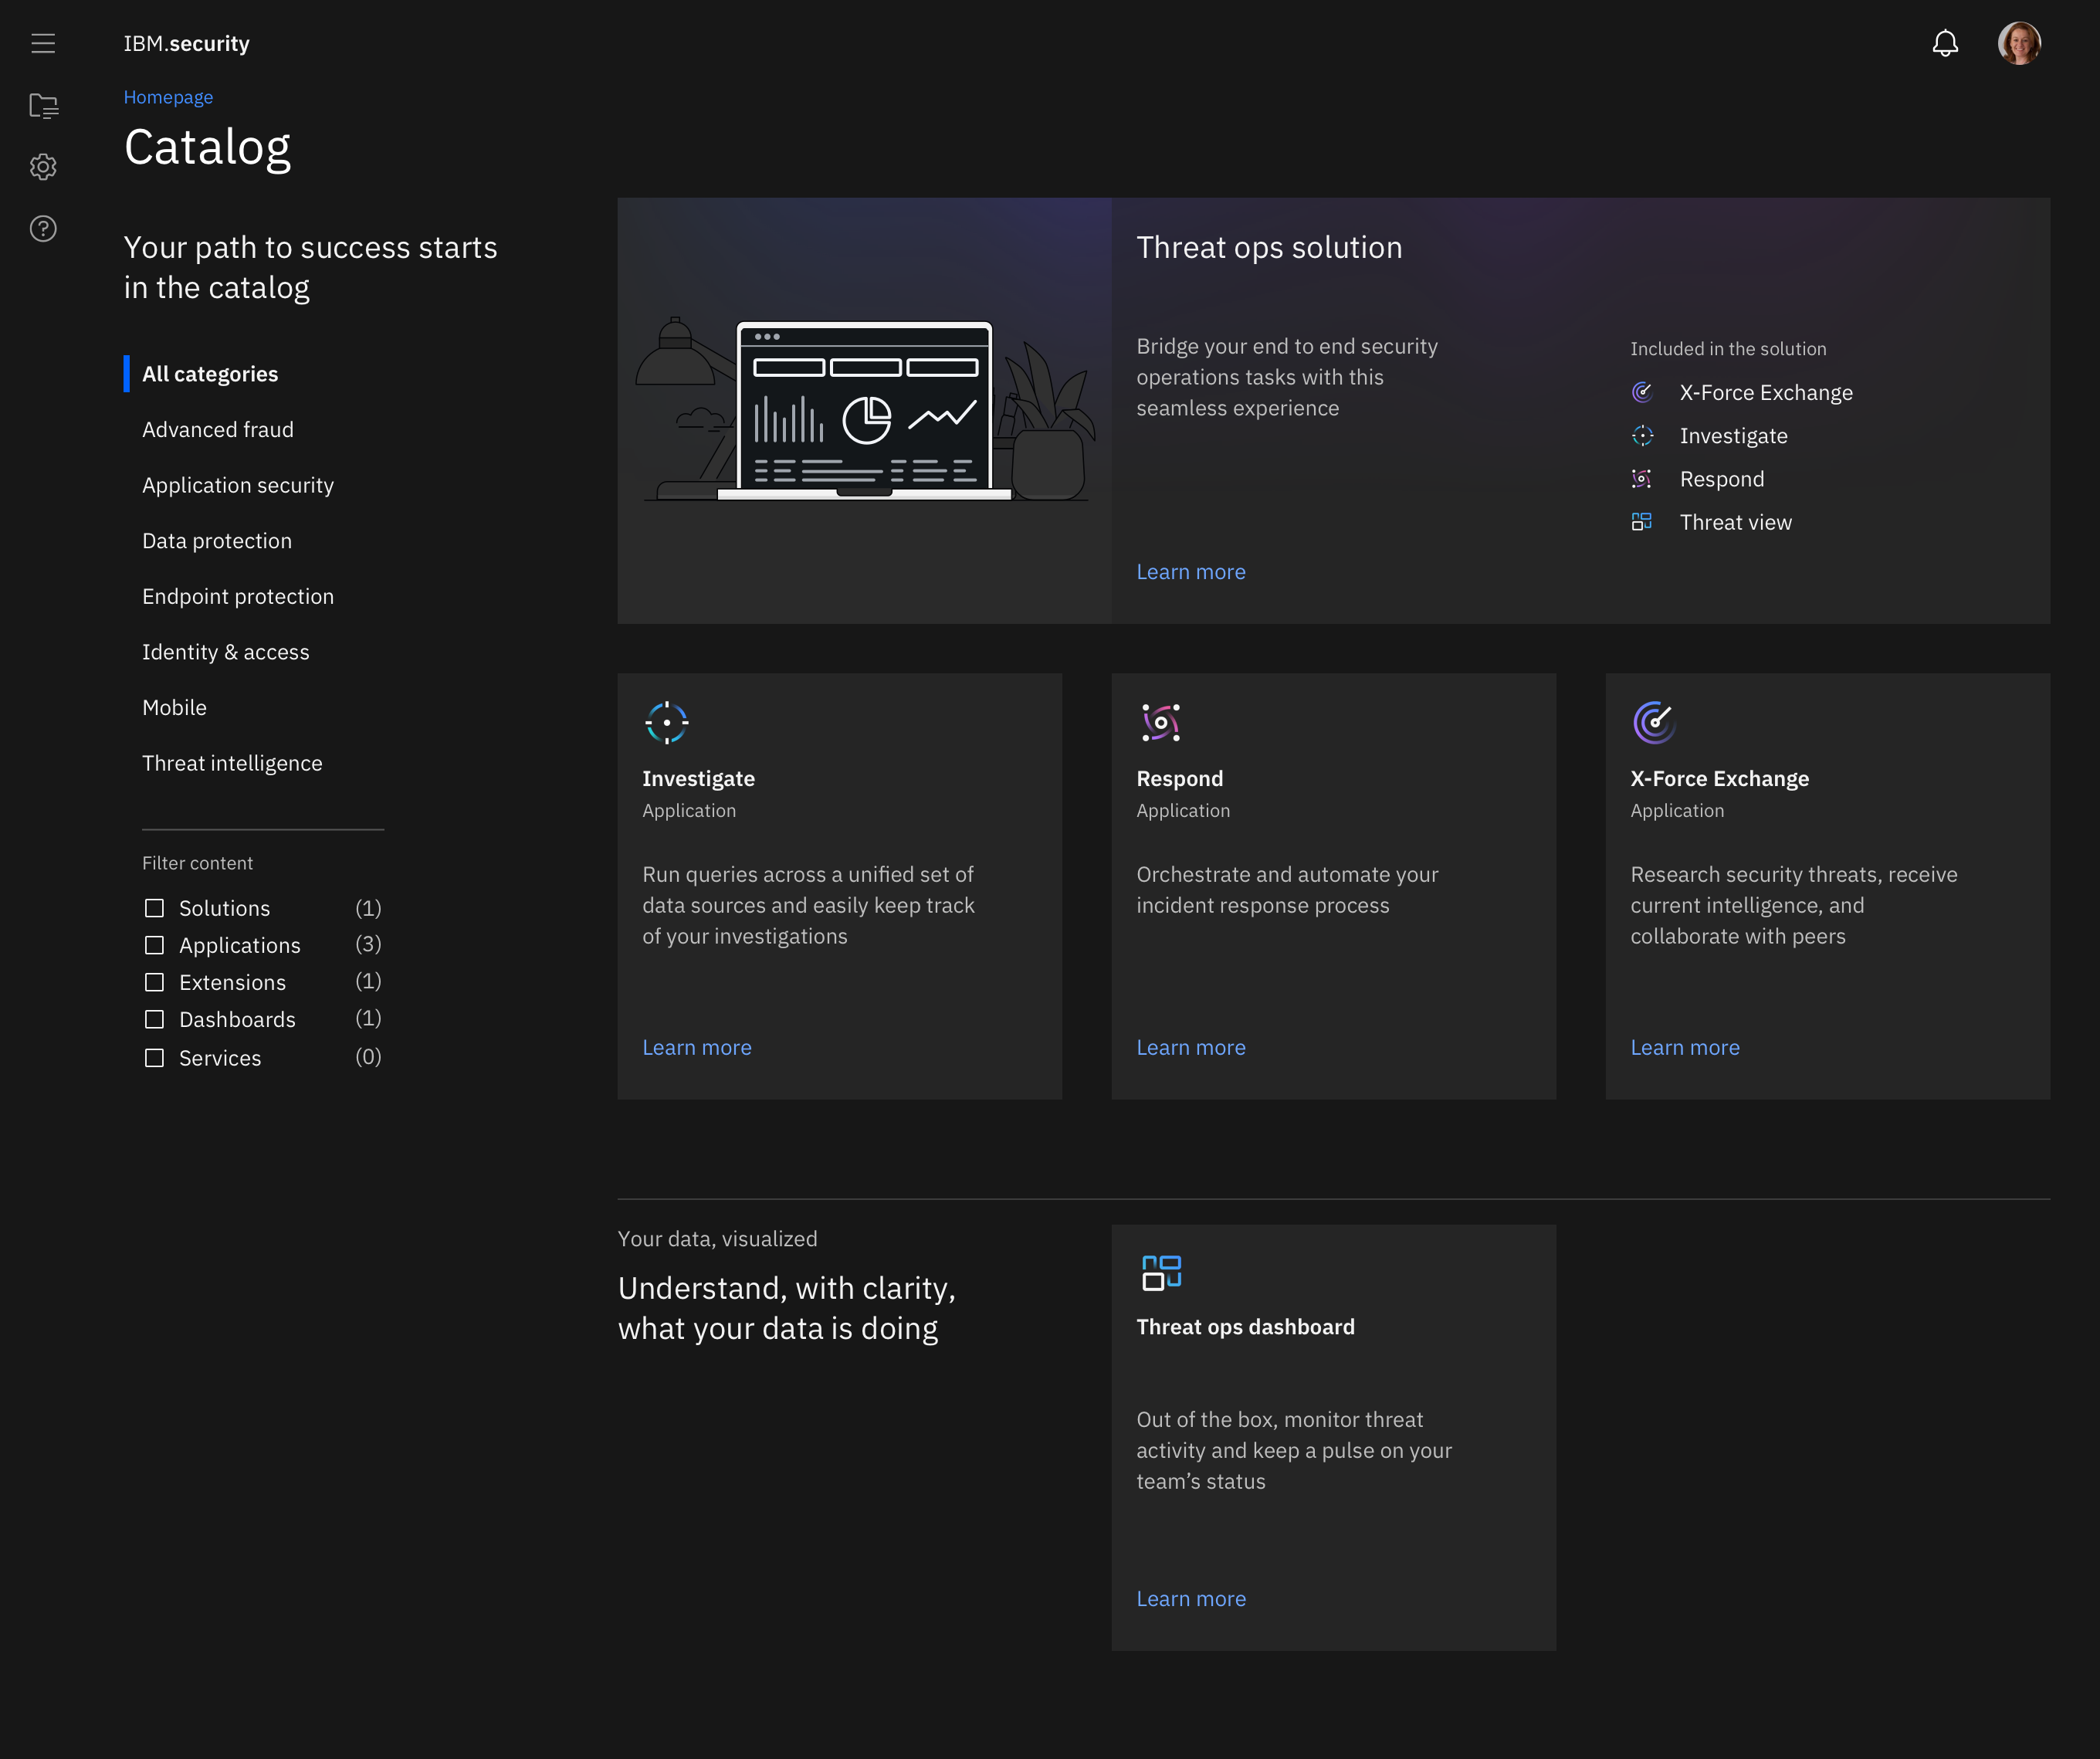 IBM.security
Homepage
Catalog
Your path to success starts
in the catalog
All categories
Advanced fraud
Application security
Data protection
Endpoint protection
Identity & access
Mobile
Threat intelligence
Filter content
Solutions (1)
Applications (3)
Extensions (1)
Dashboards (1)
Services (0)
Threat ops solution
Bridge your end to end security
operations tasks with this
seamless experience
Learn more
Included in the solution
X-Force Exchange
Investigate
Respond
Threat view
Investigate
Application
Run queries across a unified set of
data sources and easily keep track
of your investigations
Learn more
Respond
Application
Orchestrate and automate your
incident response process
Learn more
X-Force Exchange
Application
Research security threats, receive
current intelligence, and
collaborate with peers
Learn more
Your data, visualized
Understand, with clarity,
what your data is doing
Threat ops dashboard
Out of the box, monitor threat
activity and keep a pulse on your
team’s status
Learn more